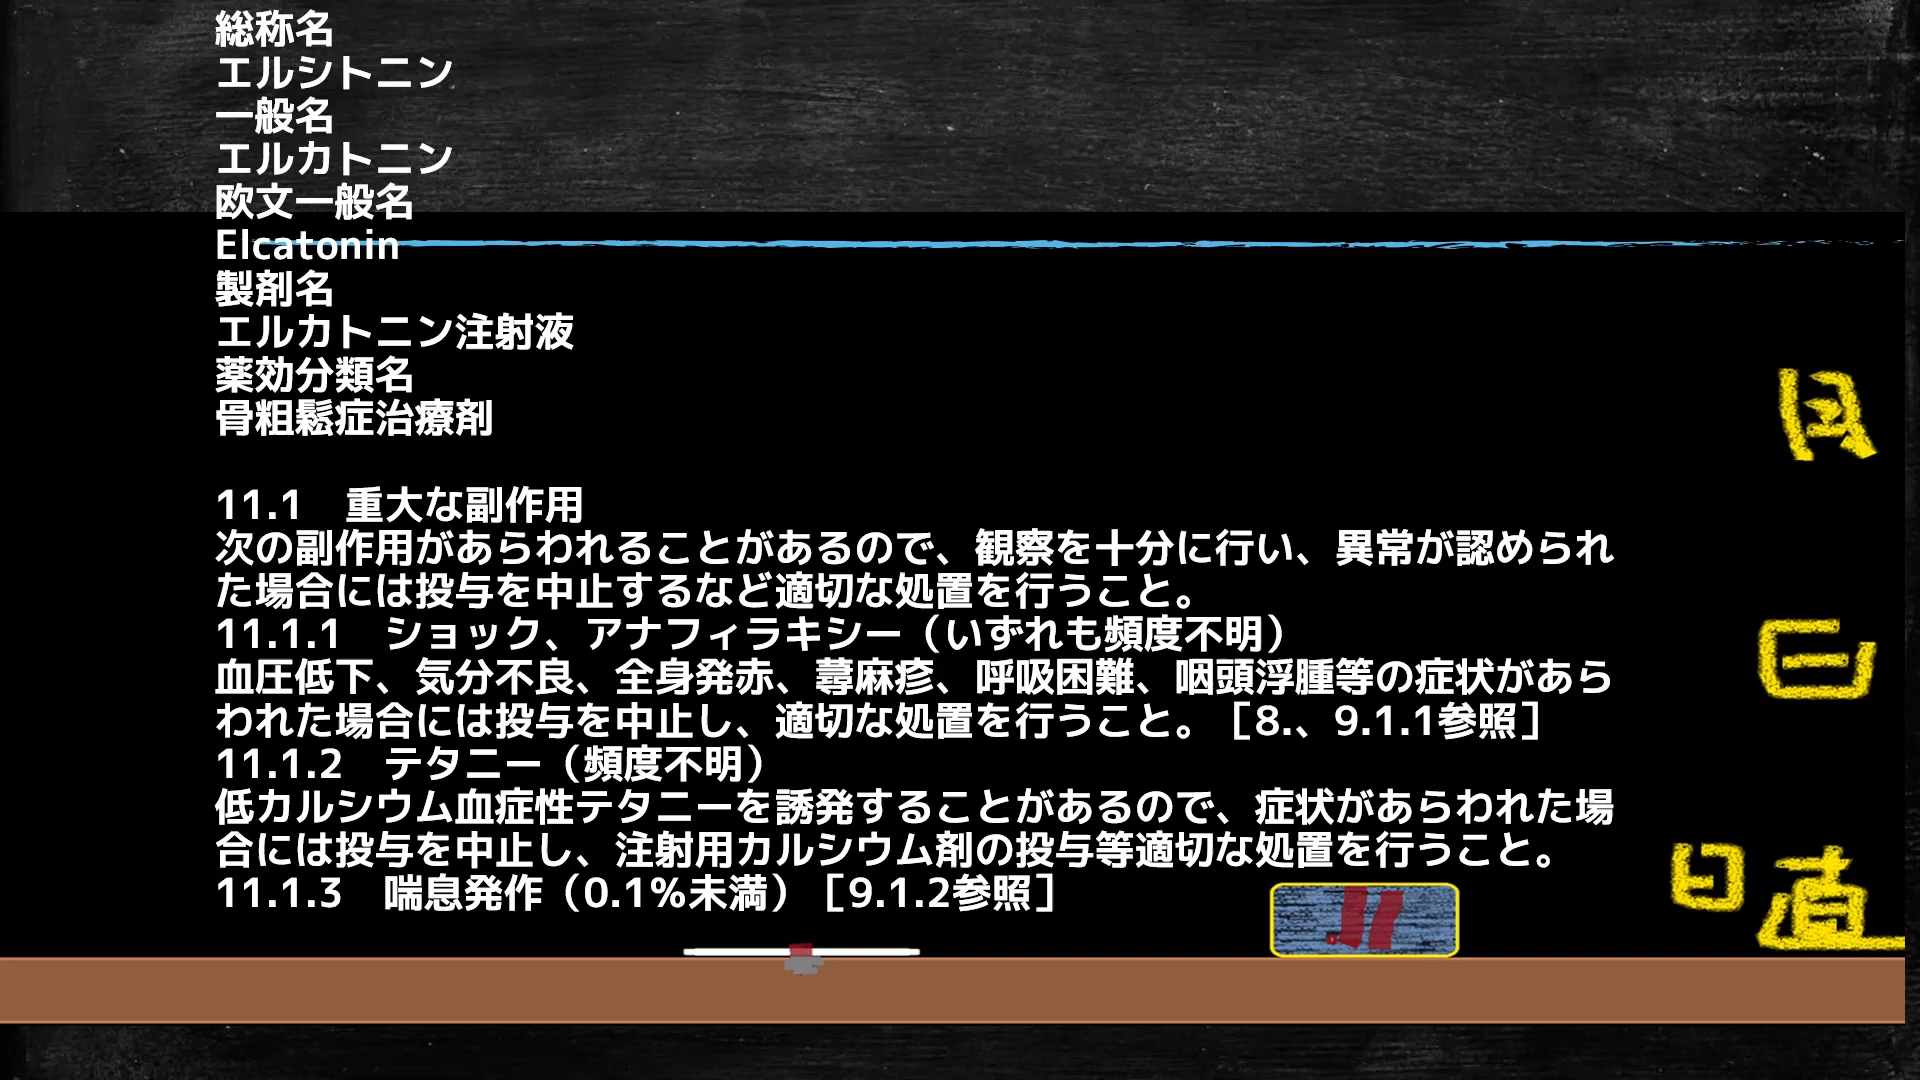 総称名
エルシトニン
一般名
エルカトニン
欧文一般名
Elcatonin
製剤名
エルカトニン注射液
薬効分類名
骨粗鬆症治療剤
11.1　重大な副作用
次の副作用があらわれることがあるので、観察を十分に行い、異常が認められ
た場合には投与を中止するなど適切な処置を行うこと。
11.1.1　ショック、アナフィラキシー（いずれも頻度不明）
血圧低下、気分不良、全身発赤、蕁麻疹、呼吸困難、咽頭浮腫等の症状があら
われた場合には投与を中止し、適切な処置を行うこと。［8.、9.1.1参照］
11.1.2　テタニー（頻度不明）
低カルシウム血症性テタニーを誘発することがあるので、症状があらわれた場
合には投与を中止し、注射用カルシウム剤の投与等適切な処置を行うこと。
11.1.3　喘息発作（0.1％未満）［9.1.2参照］